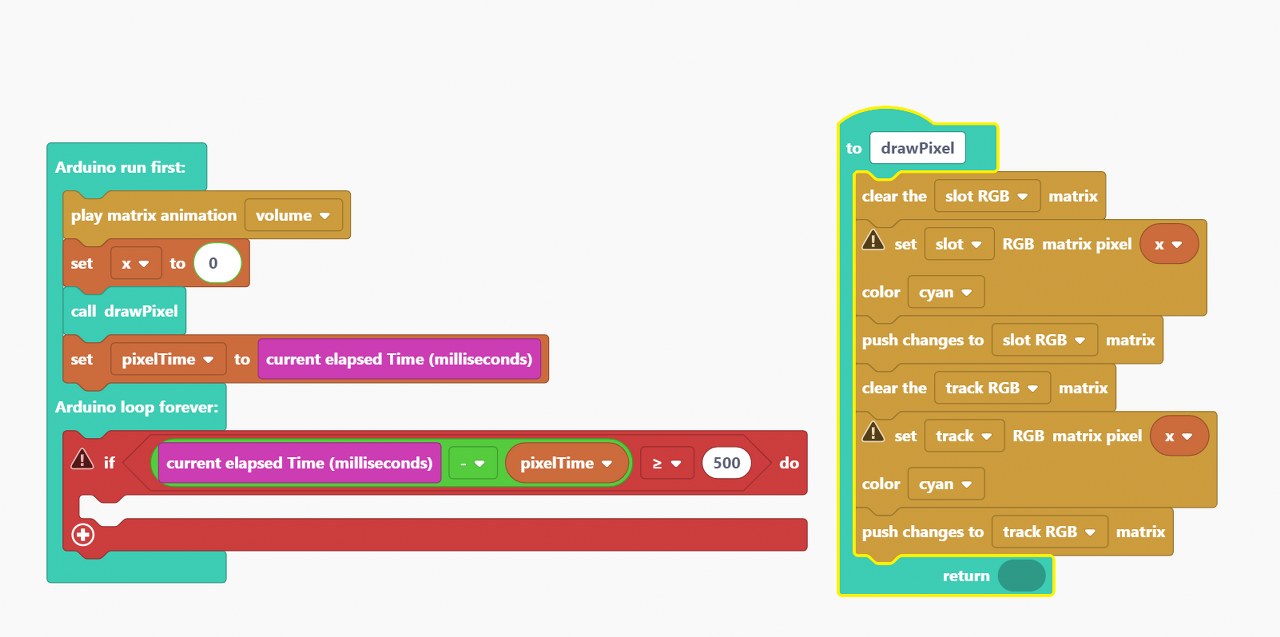 Arduino run first:
play matrix animation volume
set x to 0
call drawPixel
set pixelTime to current elapsed Time (milliseconds)
Arduino loop forever:
if current elapsed Time (milliseconds) - pixelTime ≥ 500 do
to drawPixel
clear the slot RGB matrix
set slot RGB matrix pixel x
color cyan
push changes to slot RGB matrix
clear the track RGB matrix
set track RGB matrix pixel x
color cyan
push changes to track RGB matrix
return